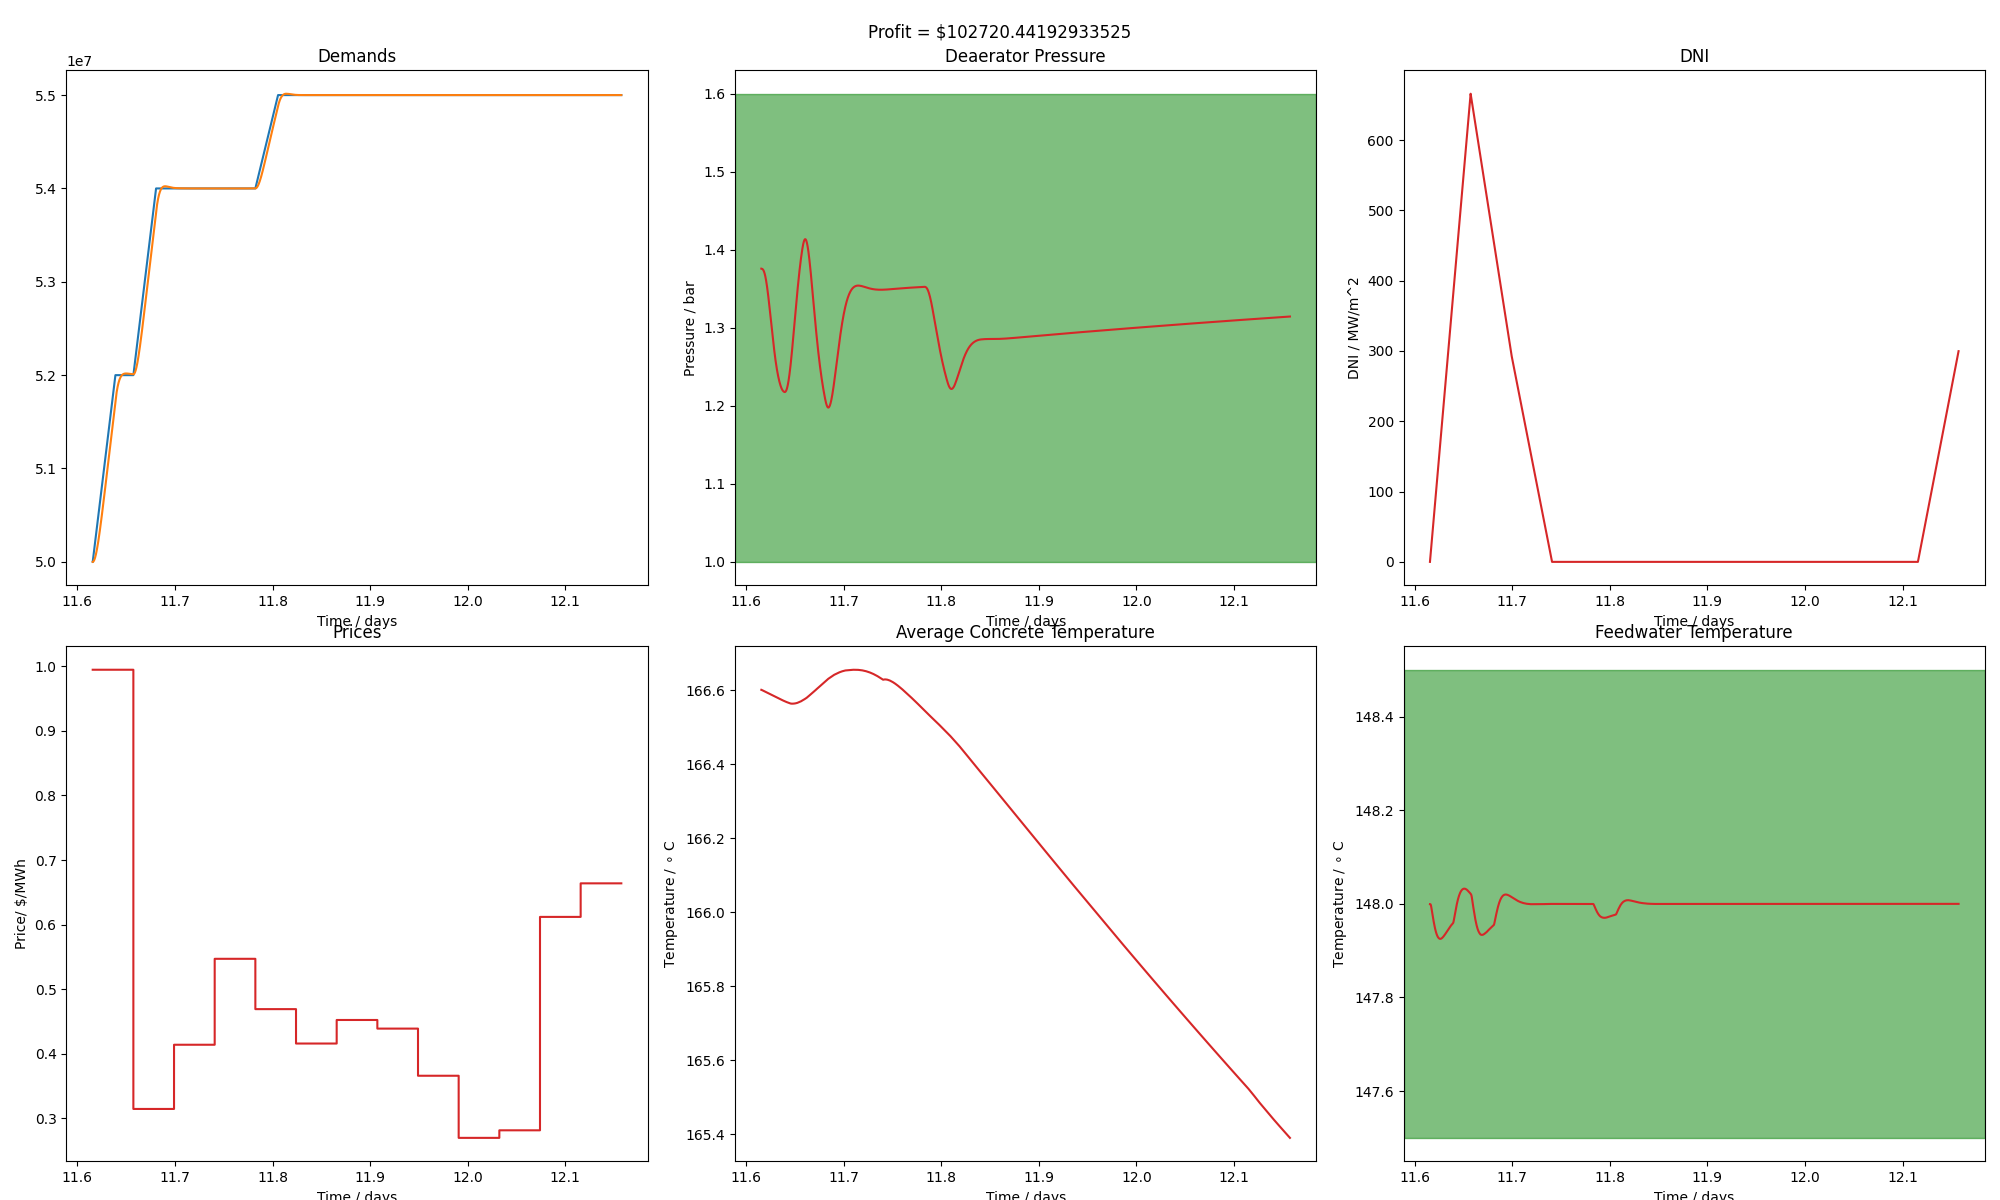 Profit = $102720.44192933525
Demands
1e7
5.5
5.4
5.3
5.2
5.1
5.0
11.6 11.7 11.8 11.9 12.0 12.1
Time / days
Deaerator Pressure
Pressure / bar
1.6
1.5
1.4
1.3
1.2
1.1
1.0
11.6 11.7 11.8 11.9 12.0 12.1
Time / days
DNI
DNI / MW/m^2
600
500
400
300
200
100
0
11.6 11.7 11.8 11.9 12.0 12.1
Time / days
Prices
Price/ $/MWh
1.0
0.9
0.8
0.7
0.6
0.5
0.4
0.3
11.6 11.7 11.8 11.9 12.0 12.1
Time / days
Average Concrete Temperature
Temperature / ∘ C
166.6
166.4
166.2
166.0
165.8
165.6
165.4
11.6 11.7 11.8 11.9 12.0 12.1
Time / days
Feedwater Temperature
Temperature / ∘ C
148.4
148.2
148.0
147.8
147.6
11.6 11.7 11.8 11.9 12.0 12.1
Time / days